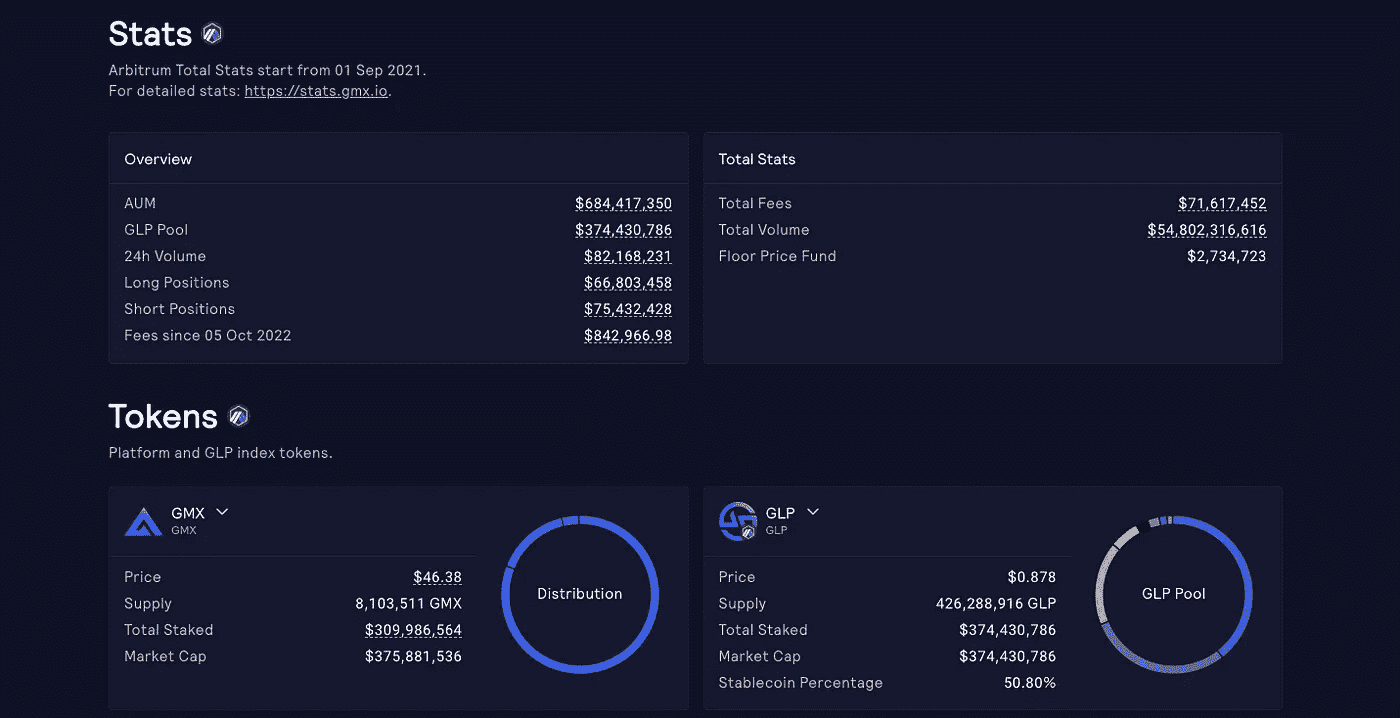 Stats
Arbitrum Total Stats start from 01 Sep 2021.
For detailed stats: https://stats.gmx.io.
Overview
AUM $684,417,350
GLP Pool $374,430,786
24h Volume $82,168,231
Long Positions $66,803,458
Short Positions $75,432,428
Fees since 05 Oct 2022 $842,966.98
Total Stats
Total Fees $71,617,452
Total Volume $54,802,316,616
Floor Price Fund $2,734,723
Tokens
Platform and GLP index tokens.
GMX
GMX
Price $46.38
Supply 8,103,511 GMX
Total Staked $309,986,564
Market Cap $375,881,536
Distribution
GLP
GLP
Price $0.878
Supply 426,288,916 GLP
Total Staked $374,430,786
Market Cap $374,430,786
Stablecoin Percentage 50.80%
GLP Pool